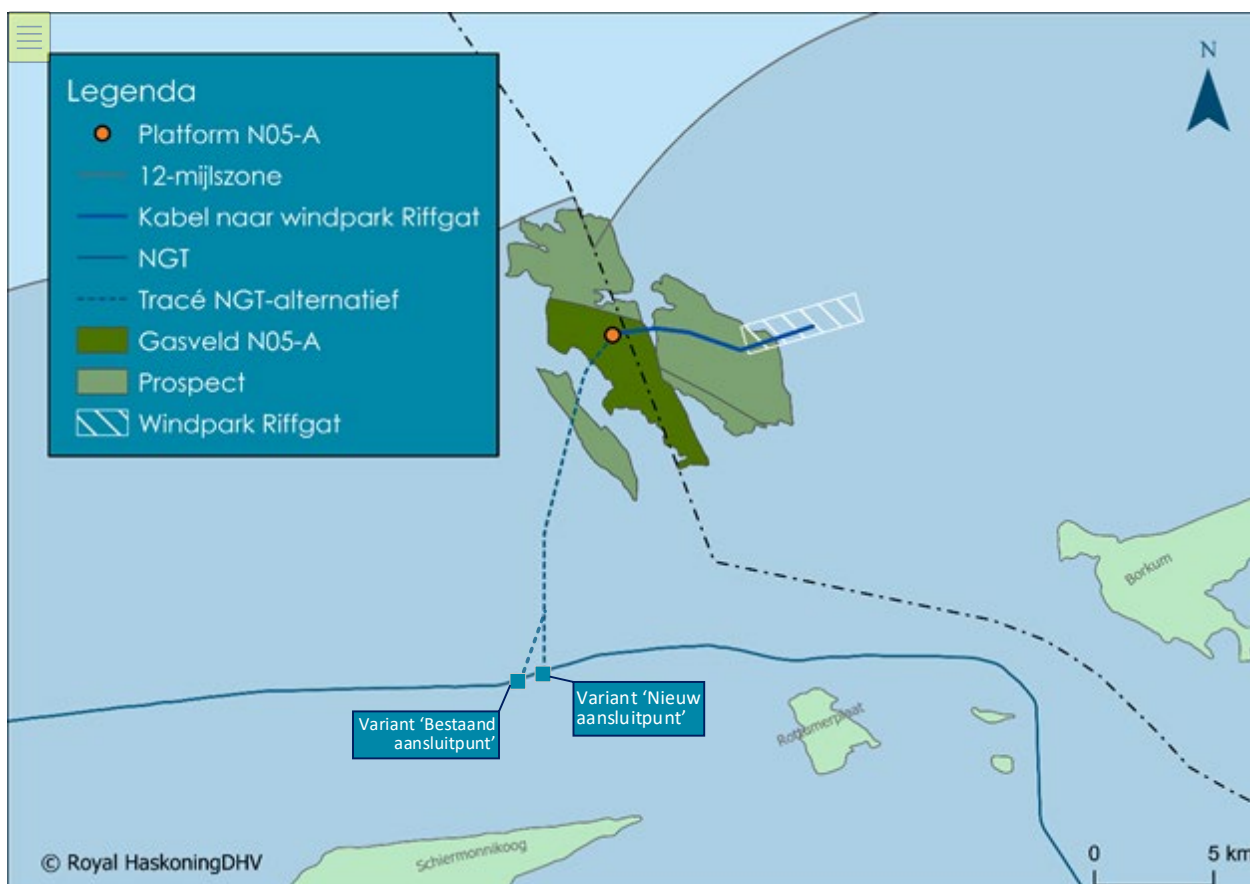 N
Legenda
Platform N05-A
12-mijlszone
Kabel naar windpark Riffgat
NGT
Tracé NGT-alternatief
Gasveld N05-A
Prospect
Windpark Riffgat
Borkum
Variant ‘Bestaand
aansluitpunt’
Variant ‘Nieuw
aansluitpunt’
Rottumerplaat
Schiermonnikoog
© Royal HaskoningDHV
0 5 km